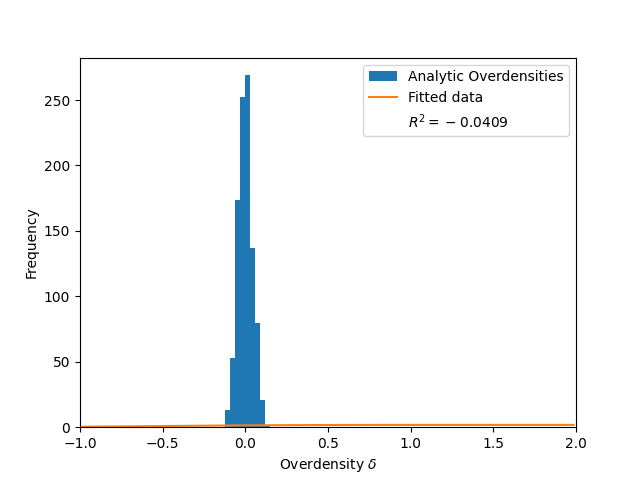 Analytic Overdensities
Fitted data
R² = − 0.0409
Frequency
250
200
150
100
50
0
−1.0 −0.5 0.0 0.5 1.0 1.5 2.0
Overdensity δ